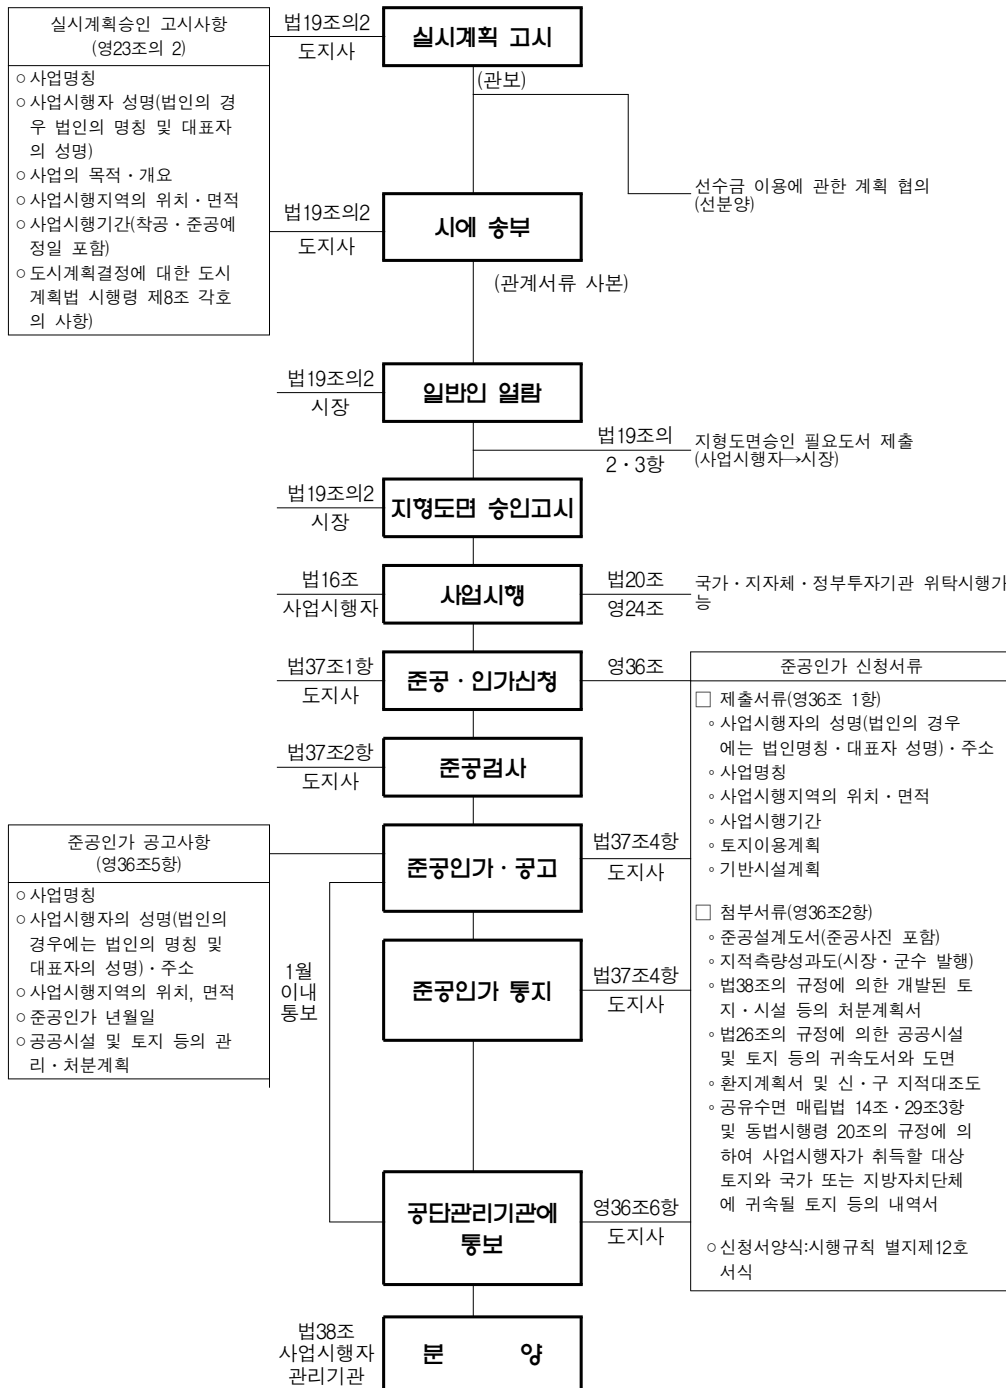 실시계획승인 고시사항
(영23조의 2)
○ 사업명칭
○ 사업시행자 성명(법인의 경
우 법인의 명칭 및 대표자
의 성명)
○ 사업의 목적・개요
○ 사업시행지역의 위치・면적
○ 사업시행기간(착공・준공예
정일 포함)
○ 도시계획결정에 대한 도시
계획법 시행령 제8조 각호
의 사항)
법19조의2
도지사
실시계획 고시
(관보)
선수금 이용에 관한 계획 협의
(선분양)
법19조의2
도지사
시에 송부
(관계서류 사본)
법19조의2
시장
일반인 열람
법19조의
2・3항
지형도면승인 필요도서 제출
(사업시행자→시장)
법19조의2
시장
지형도면 승인고시
법16조
사업시행자
사업시행
법20조
영24조
국가・지자체・정부투자기관 위탁시행가
능
법37조1항
도지사
준공・인가신청
영36조
준공인가 신청서류
□ 제출서류(영36조 1항)
◦ 사업시행자의 성명(법인의 경우
에는 법인명칭・대표자 성명)・주소
◦ 사업명칭
◦ 사업시행지역의 위치・면적
◦ 사업시행기간
◦ 토지이용계획
◦ 기반시설계획
□ 첨부서류(영36조2항)
◦ 준공설계도서(준공사진 포함)
◦ 지적측량성과도(시장・군수 발행)
◦ 법38조의 규정에 의한 개발된 토
지・시설 등의 처분계획서
◦ 법26조의 규정에 의한 공공시설
및 토지 등의 귀속도서와 도면
◦ 환지계획서 및 신・구 지적대조도
◦ 공유수면 매립법 14조・29조3항
및 동법시행령 20조의 규정에 의
하여 사업시행자가 취득할 대상
토지와 국가 또는 지방자치단체
에 귀속될 토지 등의 내역서
○ 신청서양식:시행규칙 별지제12호
서식
법37조2항
도지사
준공검사
준공인가 공고사항
(영36조5항)
○ 사업명칭
○ 사업시행자의 성명(법인의
경우에는 법인의 명칭 및
대표자의 성명)・주소
○ 사업시행지역의 위치, 면적
○ 준공인가 년월일
○ 공공시설 및 토지 등의 관
리・처분계획
준공인가・공고
법37조4항
도지사
1월
이내
통보
준공인가 통지
법37조4항
도지사
공단관리기관에
통보
영36조6항
도지사
법38조
사업시행자
관리기관
분 양